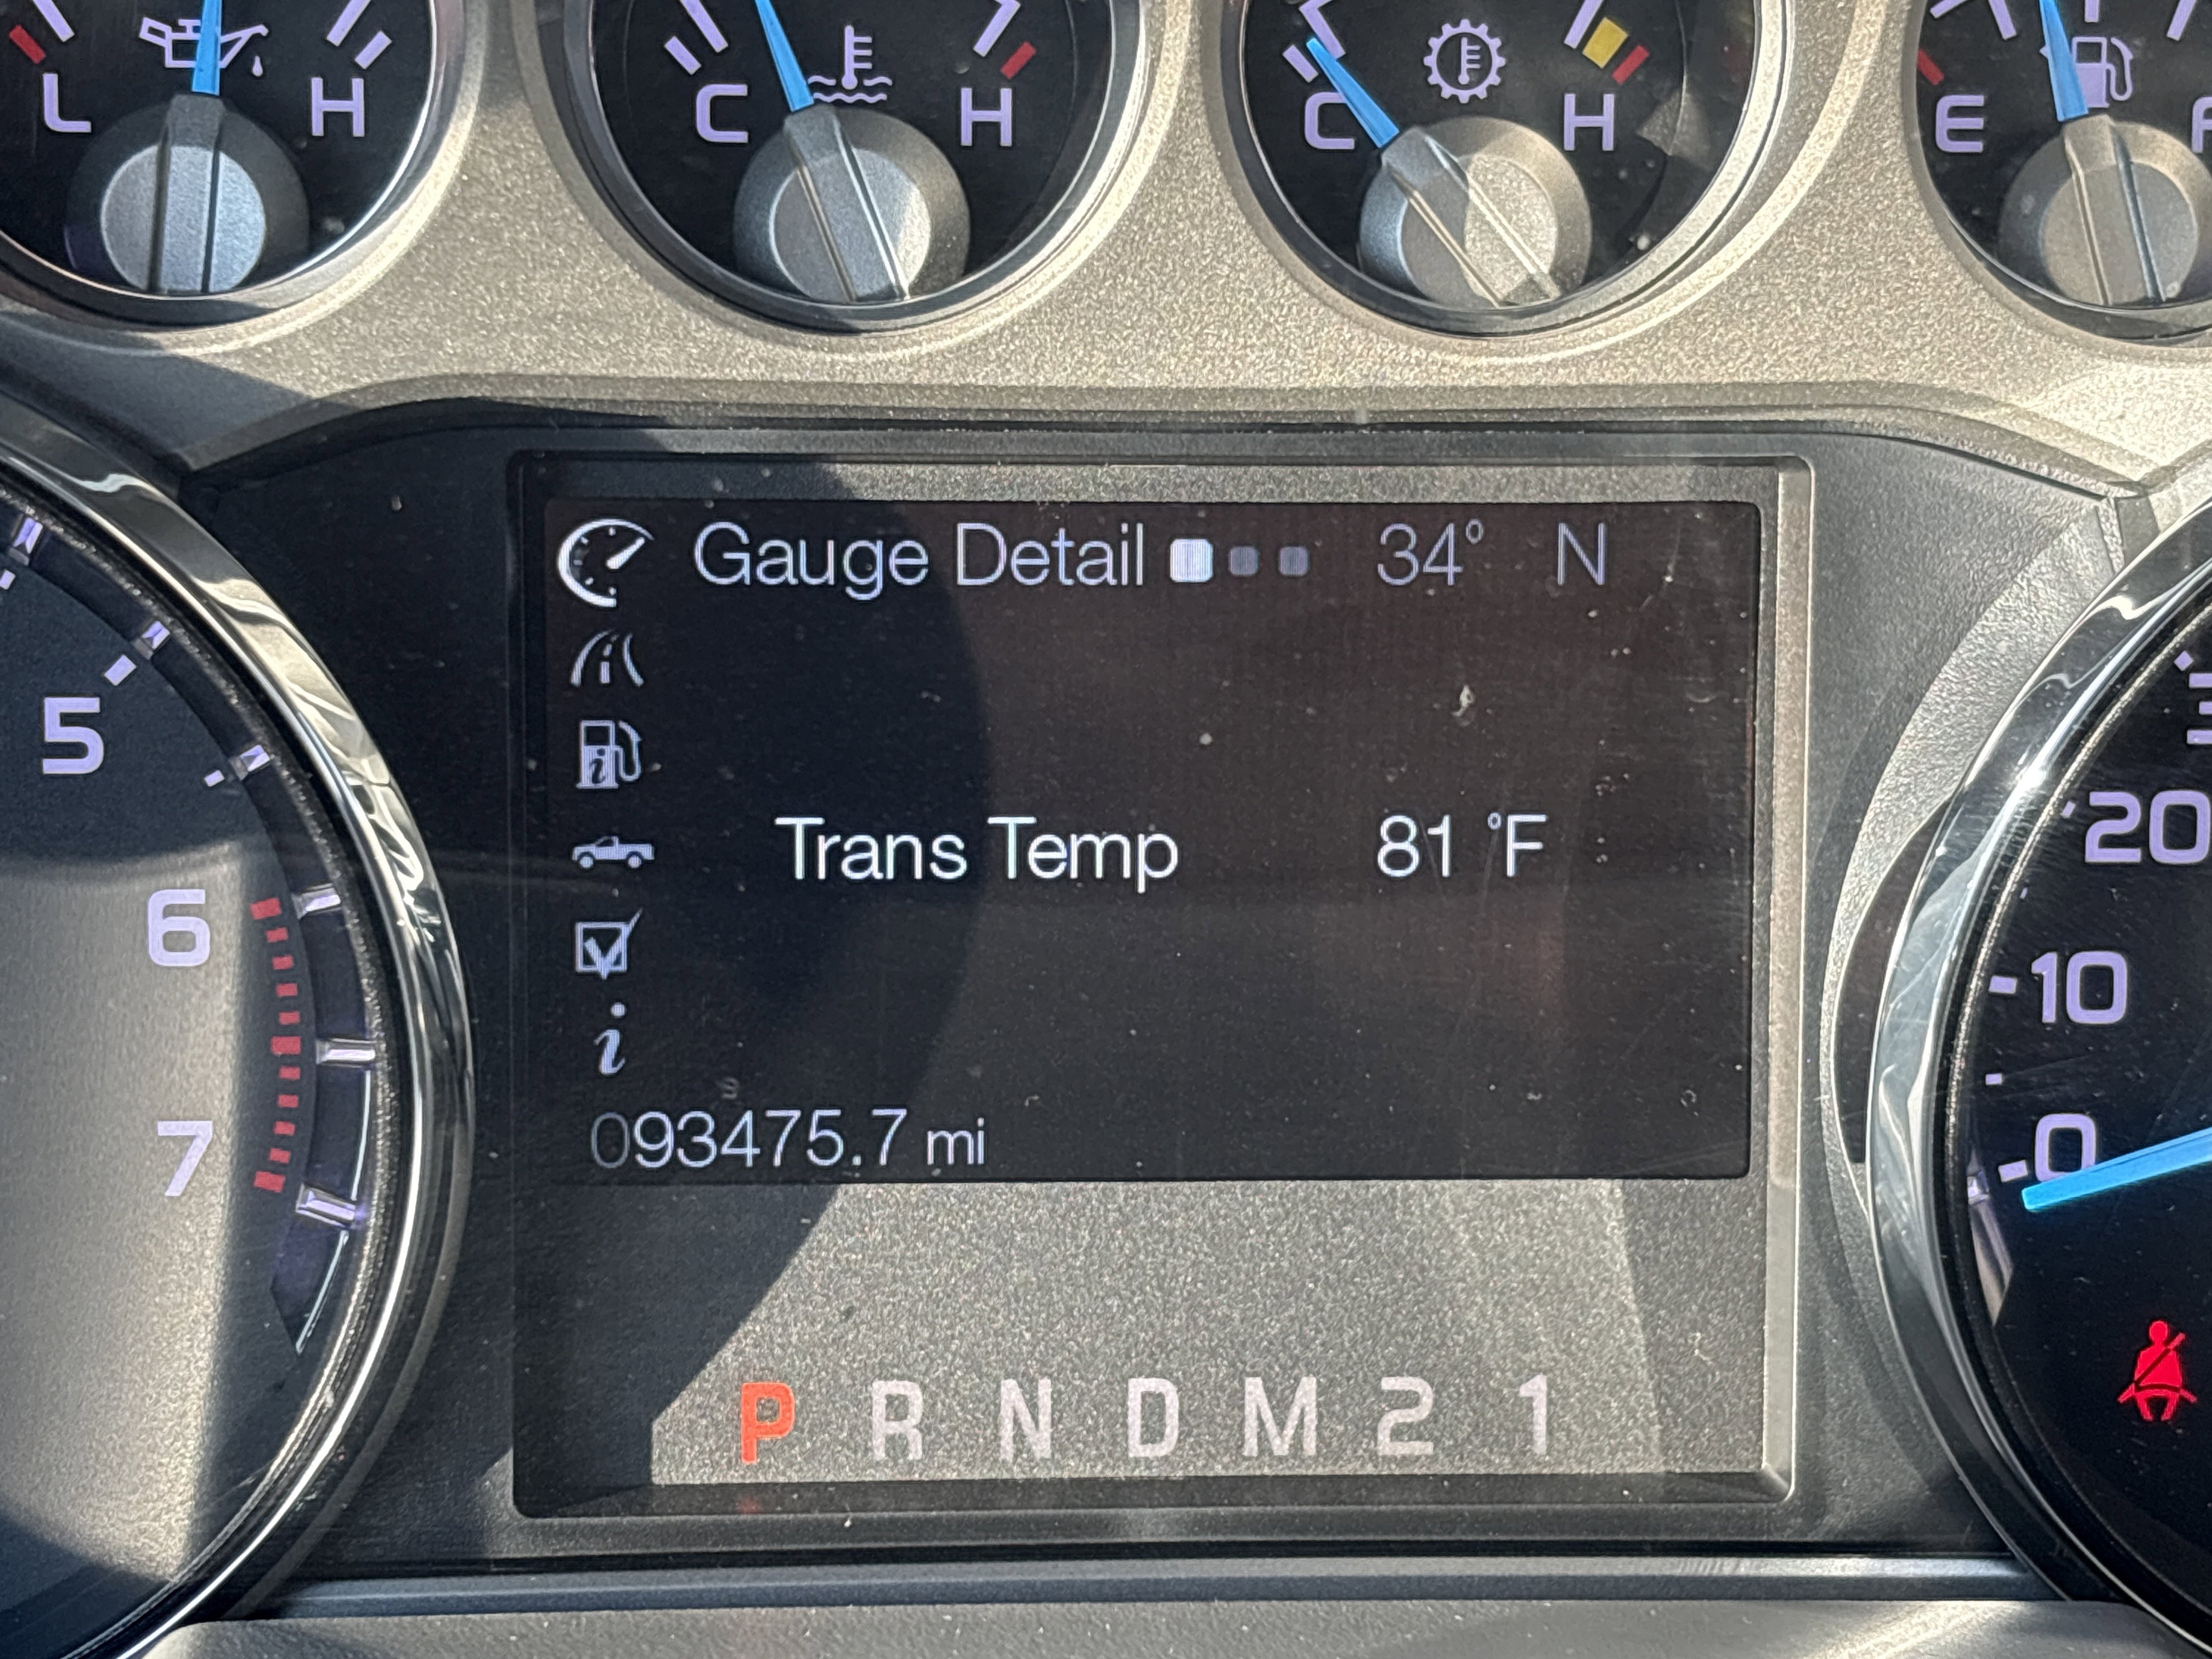 L H
C H
C H
E
Gauge Detail 34° N
5
20
Trans Temp 81 °F
6
10
093475.7 mi
7
0
P R N D M 2 1